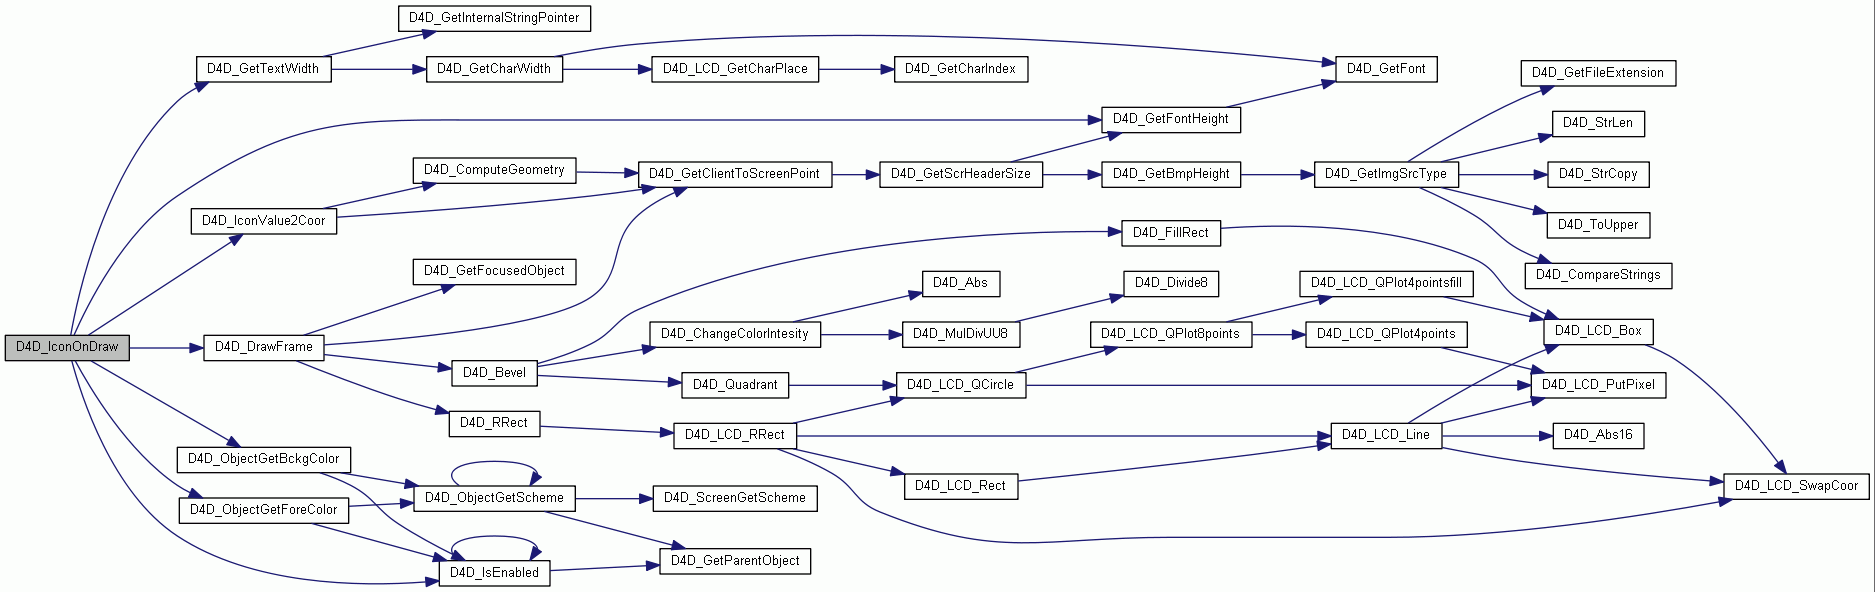 D4D_GetInternalStringPointer
D4D_GetTextWidth
D4D_GetCharWidth
D4D_LCD_GetCharPlace
D4D_GetCharIndex
D4D_GetFont
D4D_GetFileExtension
D4D_GetFontHeight
D4D_StrLen
D4D_ComputeGeometry
D4D_GetClientToScreenPoint
D4D_GetScrHeaderSize
D4D_GetBmpHeight
D4D_GetImgSrcType
D4D_StrCopy
D4D_IconValue2Coor
D4D_FillRect
D4D_ToUpper
D4D_GetFocusedObject
D4D_Abs
D4D_Divide8
D4D_LCD_QPlot4pointsfill
D4D_CompareStrings
D4D_IconOnDraw
D4D_DrawFrame
D4D_ChangeColorIntesity
D4D_MulDivUU8
D4D_LCD_QPlot8points
D4D_LCD_QPlot4points
D4D_LCD_Box
D4D_Bevel
D4D_Quadrant
D4D_LCD_QCircle
D4D_LCD_PutPixel
D4D_RRect
D4D_LCD_RRect
D4D_LCD_Line
D4D_Abs16
D4D_ObjectGetBckgColor
D4D_LCD_Rect
D4D_LCD_SwapCoor
D4D_ObjectGetForeColor
D4D_ObjectGetScheme
D4D_ScreenGetScheme
D4D_IsEnabled
D4D_GetParentObject